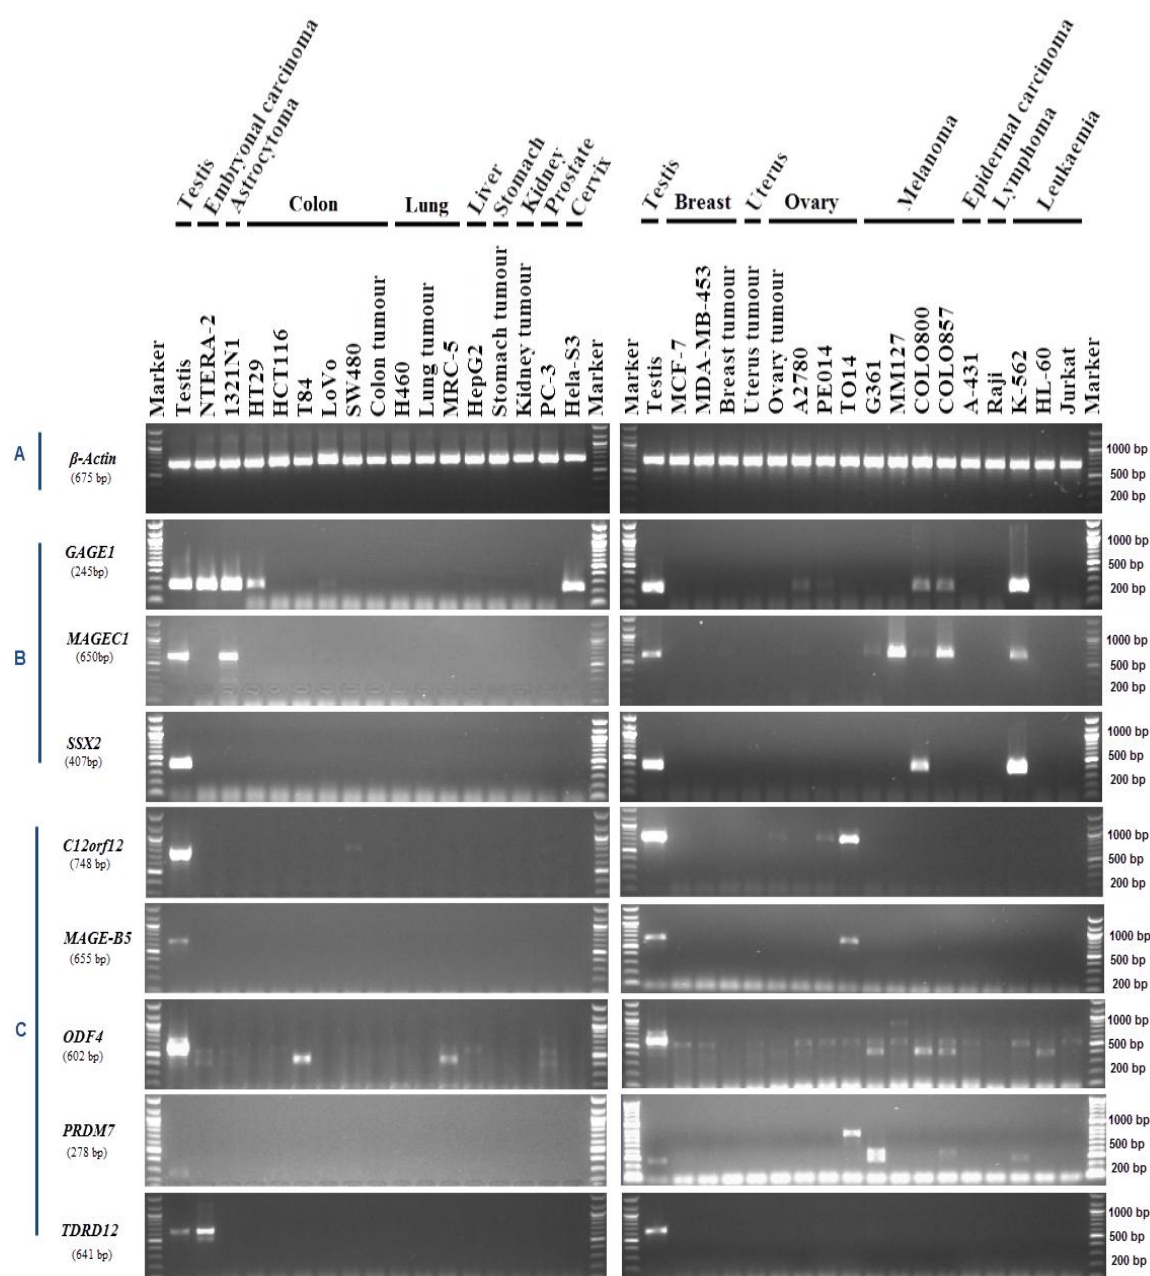 Testis
Embryonal carcinoma
Astrocytoma
Colon
Lung
Liver
Stomach
Kidney
Prostate
Cervix
Testis
Breast
Uterus
Ovary
Melanoma
Epidermal carcinoma
Lymphoma
Leukaemia
Marker
Testis
NTERA-2
1321N1
HT29
HCT116
T84
LoVo
SW480
Colon tumour
H460
Lung tumour
MRC-5
HepG2
Stomach tumour
Kidney tumour
PC-3
Hela-S3
Marker
Marker
Testis
MCF-7
MDA-MB-453
Breast tumour
Uterus tumour
Ovary tumour
A2780
PE014
TO14
G361
MM127
COLO800
COLO857
A-431
Raji
K-562
HL-60
Jurkat
Marker
A
β-Actin
(675 bp)
1000 bp
500 bp
200 bp
B
GAGE1
(245bp)
1000 bp
500 bp
200 bp
MAGEC1
(650bp)
1000 bp
500 bp
200 bp
SSX2
(407bp)
1000 bp
500 bp
200 bp
C
C12orf12
(748 bp)
1000 bp
500 bp
200 bp
MAGE-B5
(655 bp)
1000 bp
500 bp
200 bp
ODF4
(602 bp)
1000 bp
500 bp
200 bp
PRDM7
(278 bp)
1000 bp
500 bp
200 bp
TDRD12
(641 bp)
1000 bp
500 bp
200 bp